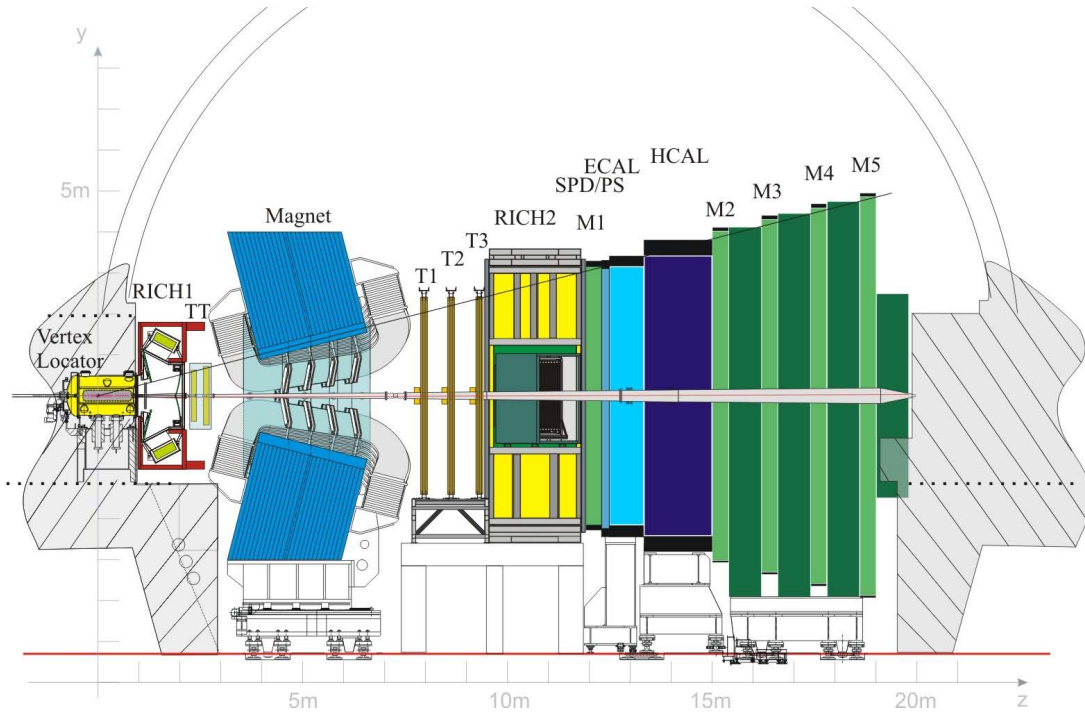 y
5m
Vertex
Locator
RICH1
TT
Magnet
T1
T2
T3
RICH2
M1
SPD/PS
ECAL
HCAL
M2
M3
M4
M5
5m
10m
15m
20m
z